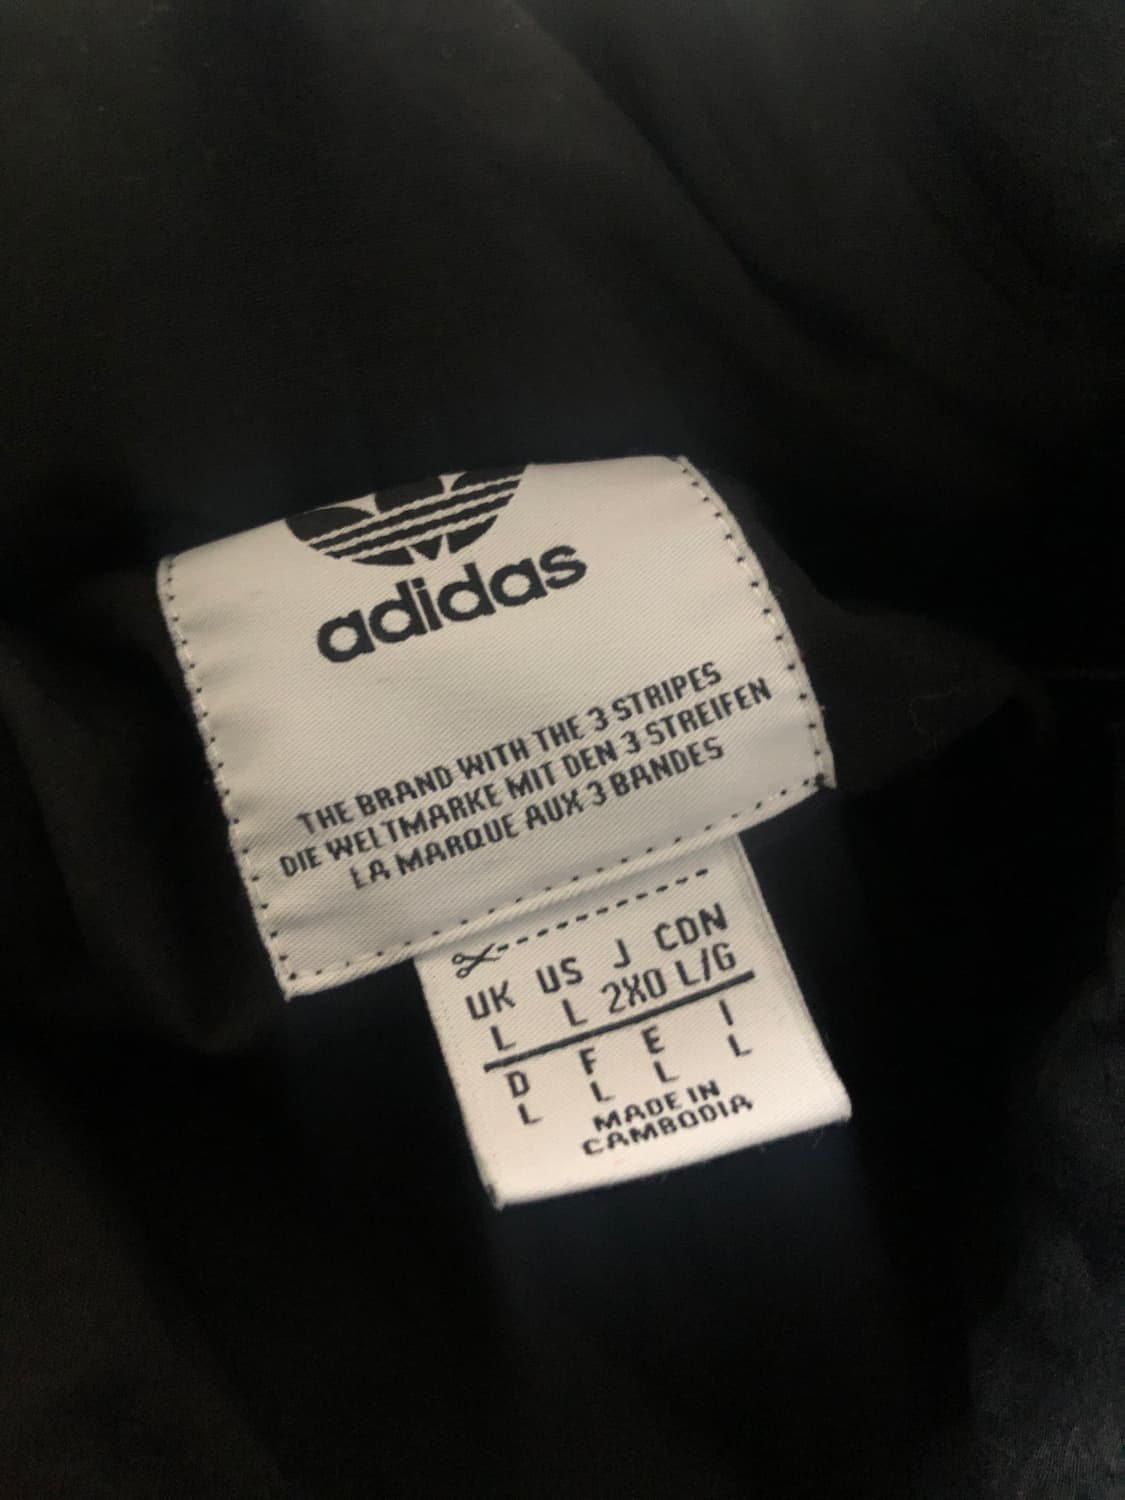 adidas
THE BRAND WITH THE 3 STRIPES
DIE WELTMARKE MIT DEN 3 STREIFEN
LA MARQUE AUX 3 BANDES
UK US J CDN
L L 2XO L/G
D F E I
L L L L
MADE IN
CAMBODIA